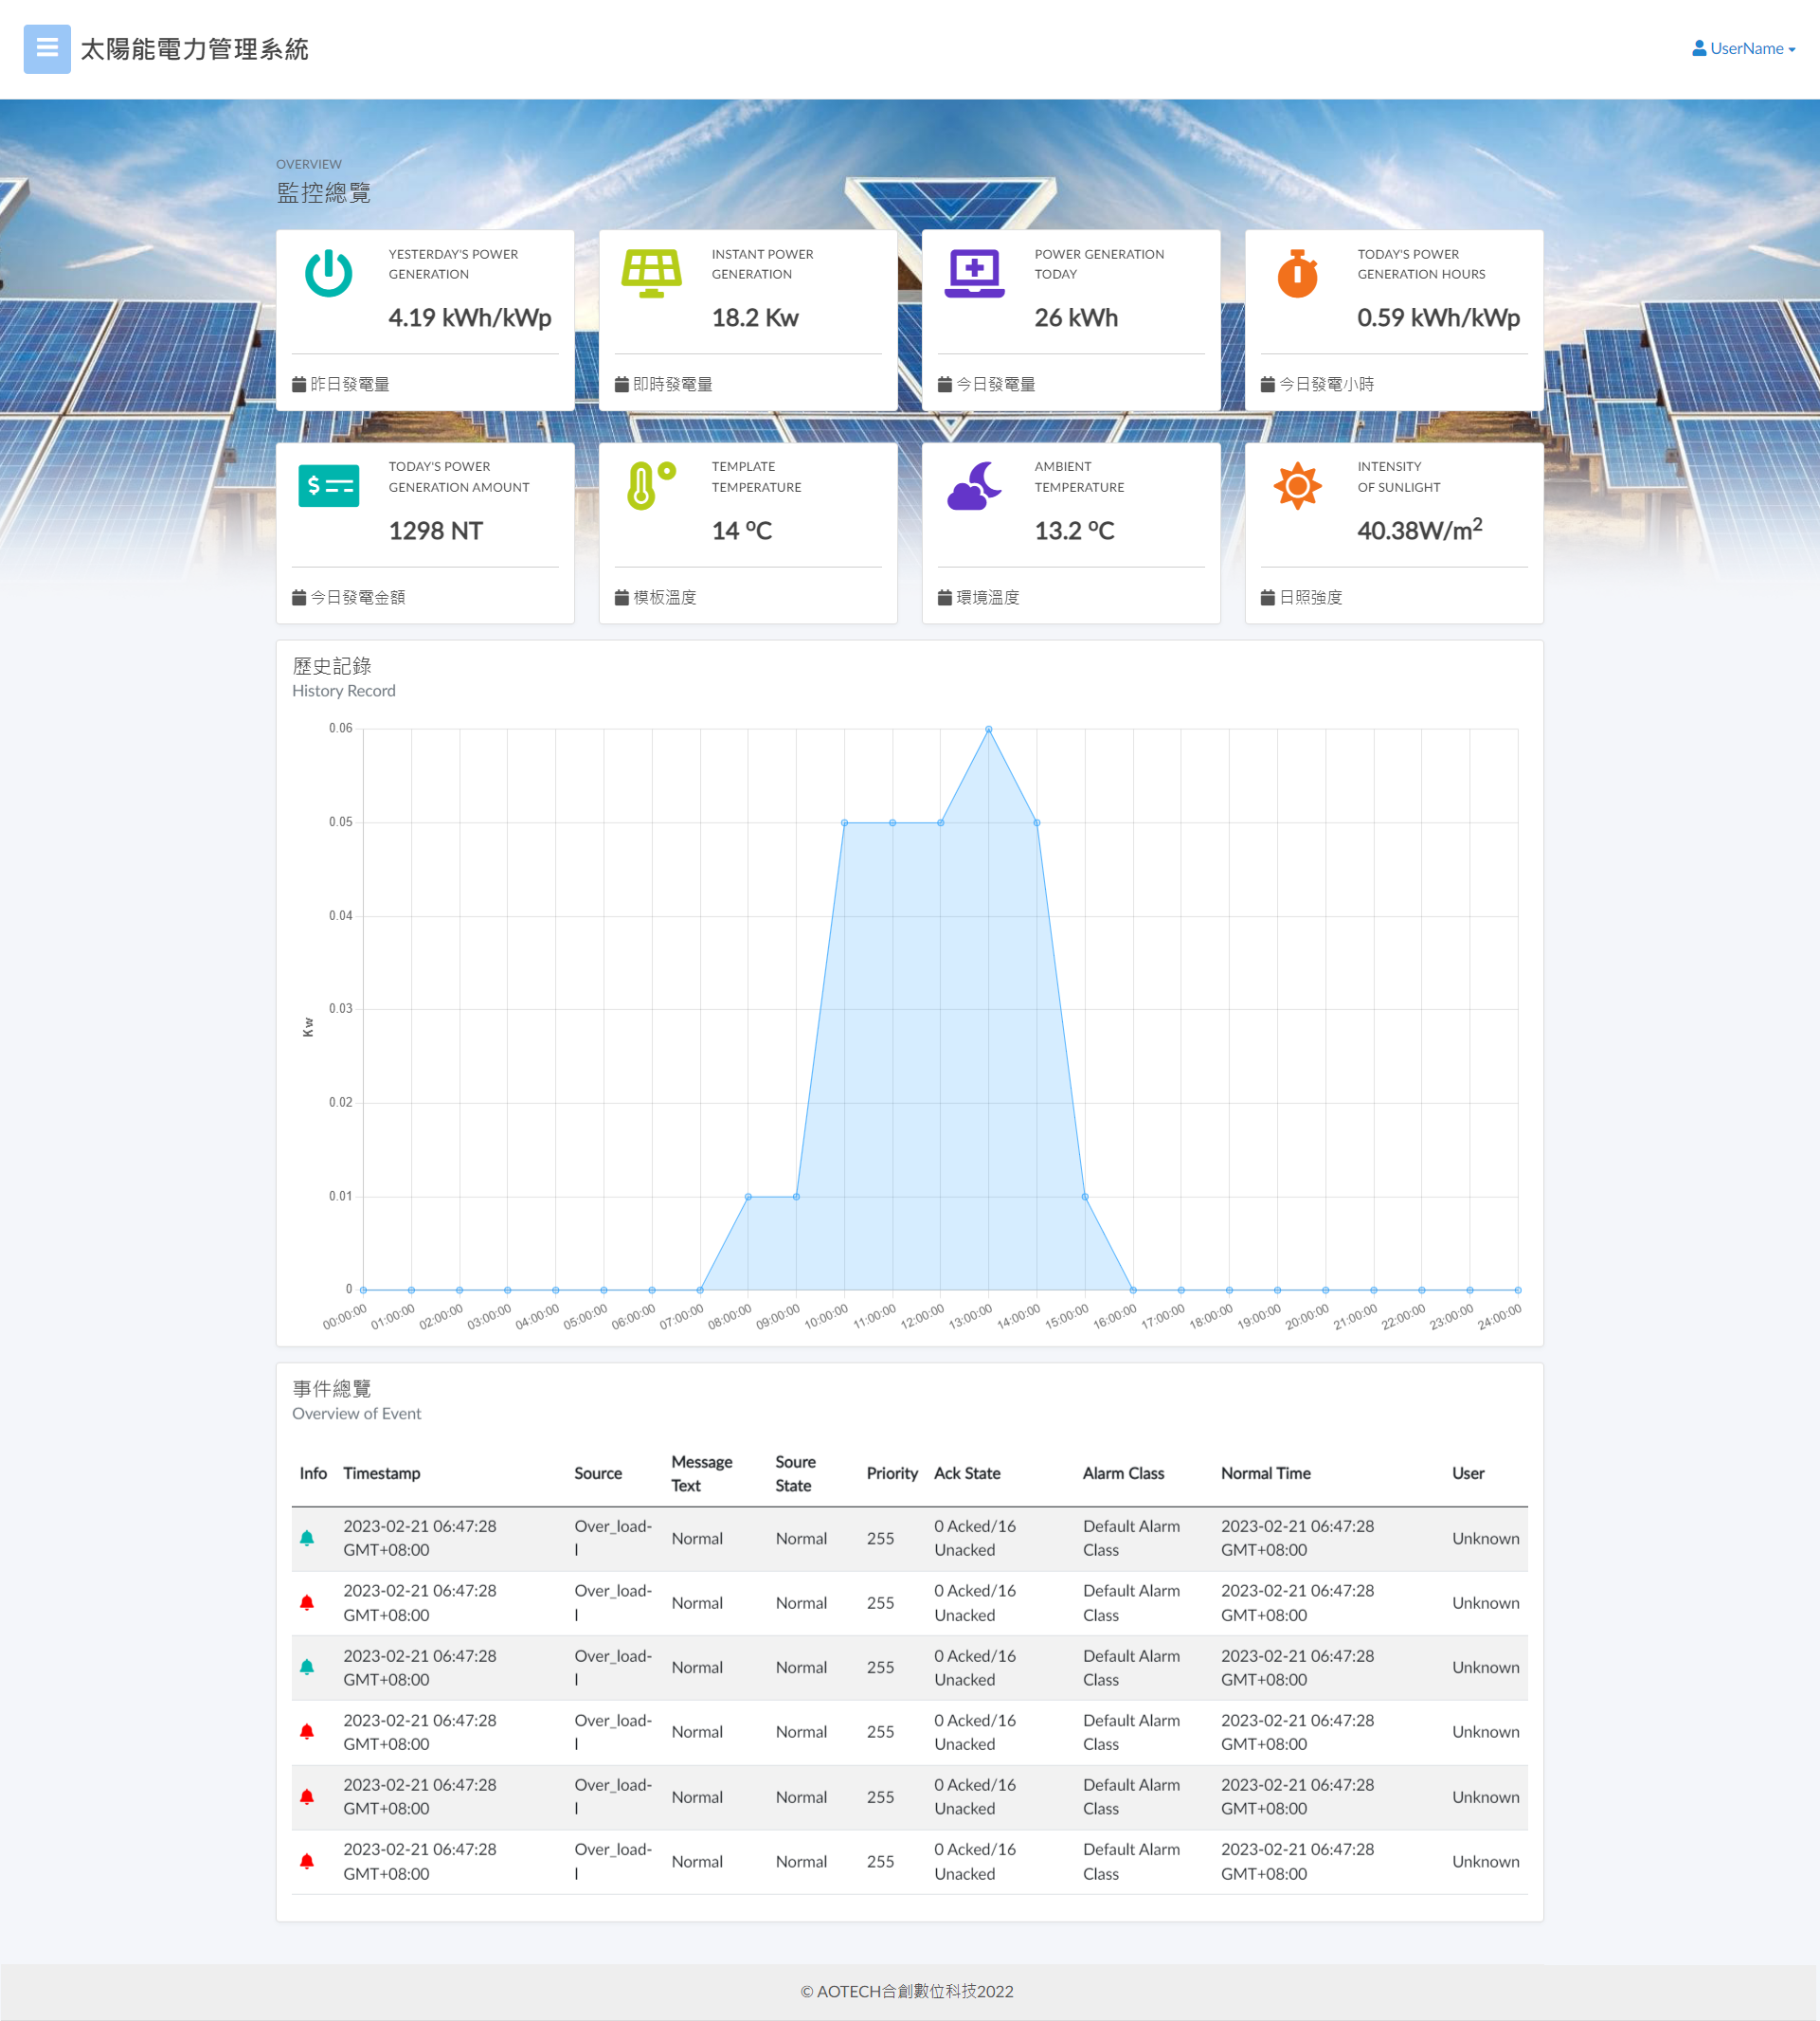 太陽能電力管理系統
UserName
OVERVIEW
監控總覽
YESTERDAY'S POWER
GENERATION
4.19 kWh/kWp
昨日發電量
INSTANT POWER
GENERATION
18.2 Kw
即時發電量
POWER GENERATION
TODAY
26 kWh
今日發電量
TODAY'S POWER
GENERATION HOURS
0.59 kWh/kWp
今日發電小時
TODAY'S POWER
GENERATION AMOUNT
1298 NT
今日發電金額
TEMPLATE
TEMPERATURE
14 ºC
模板溫度
AMBIENT
TEMPERATURE
13.2 ºC
環境溫度
INTENSITY
OF SUNLIGHT
40.38W/m²
日照強度
歷史記錄
History Record
0.06
0.05
0.04
0.03
Kw
0.02
0.01
0
00:00:00 01:00:00 02:00:00 03:00:00 04:00:00 05:00:00 06:00:00 07:00:00 08:00:00 09:00:00 10:00:00 11:00:00 12:00:00 13:00:00 14:00:00 15:00:00 16:00:00 17:00:00 18:00:00 19:00:00 20:00:00 21:00:00 22:00:00 23:00:00 24:00:00
事件總覽
Overview of Event
Info Timestamp Source Message Text Soure State Priority Ack State Alarm Class Normal Time User
2023-02-21 06:47:28 Over_load- Normal Normal 255 0 Acked/16 Default Alarm 2023-02-21 06:47:28 Unknown
GMT+08:00 I Unacked Class GMT+08:00
2023-02-21 06:47:28 Over_load- Normal Normal 255 0 Acked/16 Default Alarm 2023-02-21 06:47:28 Unknown
GMT+08:00 I Unacked Class GMT+08:00
2023-02-21 06:47:28 Over_load- Normal Normal 255 0 Acked/16 Default Alarm 2023-02-21 06:47:28 Unknown
GMT+08:00 I Unacked Class GMT+08:00
2023-02-21 06:47:28 Over_load- Normal Normal 255 0 Acked/16 Default Alarm 2023-02-21 06:47:28 Unknown
GMT+08:00 I Unacked Class GMT+08:00
2023-02-21 06:47:28 Over_load- Normal Normal 255 0 Acked/16 Default Alarm 2023-02-21 06:47:28 Unknown
GMT+08:00 I Unacked Class GMT+08:00
2023-02-21 06:47:28 Over_load- Normal Normal 255 0 Acked/16 Default Alarm 2023-02-21 06:47:28 Unknown
GMT+08:00 I Unacked Class GMT+08:00
© AOTECH合創數位科技2022